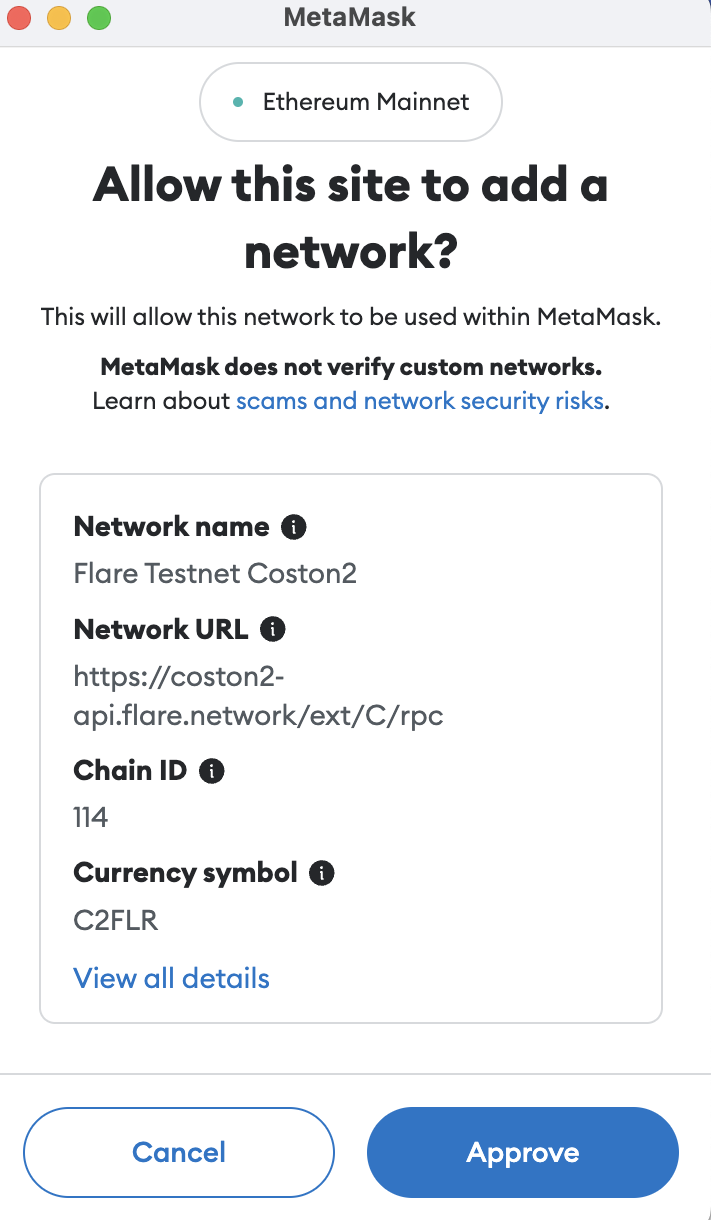 MetaMask
Ethereum Mainnet
Allow this site to add a
network?
This will allow this network to be used within MetaMask.
MetaMask does not verify custom networks.
Learn about scams and network security risks.
Network name
Flare Testnet Coston2
Network URL
https://coston2-
api.flare.network/ext/C/rpc
Chain ID
114
Currency symbol
C2FLR
View all details
Cancel
Approve